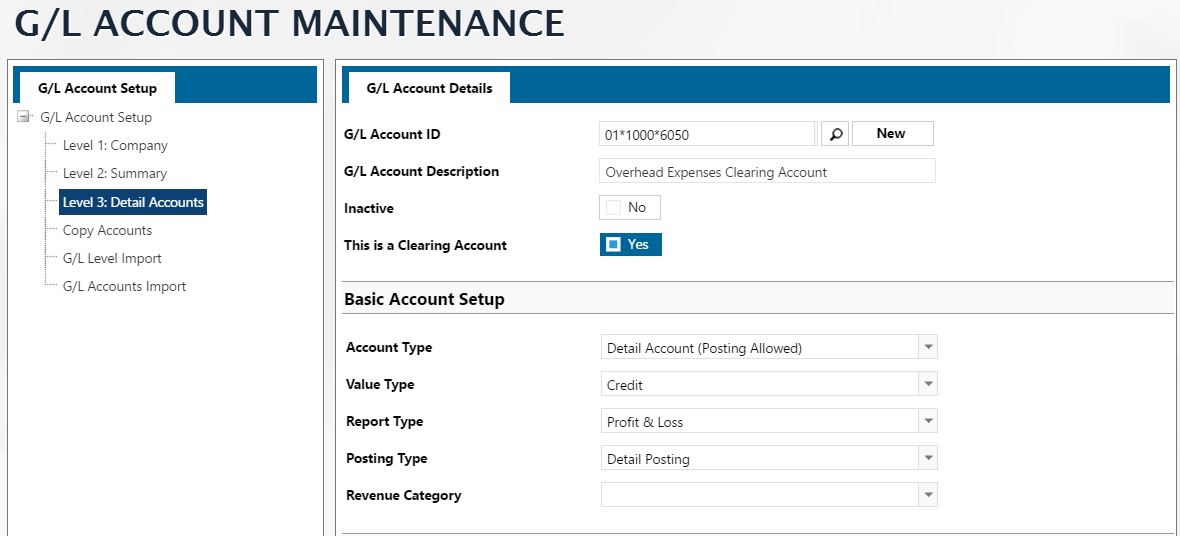 G/L ACCOUNT MAINTENANCE
G/L Account Setup
G/L Account Setup
Level 1: Company
Level 2: Summary
Level 3: Detail Accounts
Copy Accounts
G/L Level Import
G/L Accounts Import
G/L Account Details
G/L Account ID 01*1000*6050 New
G/L Account Description Overhead Expenses Clearing Account
Inactive No
This is a Clearing Account Yes
Basic Account Setup
Account Type Detail Account (Posting Allowed)
Value Type Credit
Report Type Profit & Loss
Posting Type Detail Posting
Revenue Category